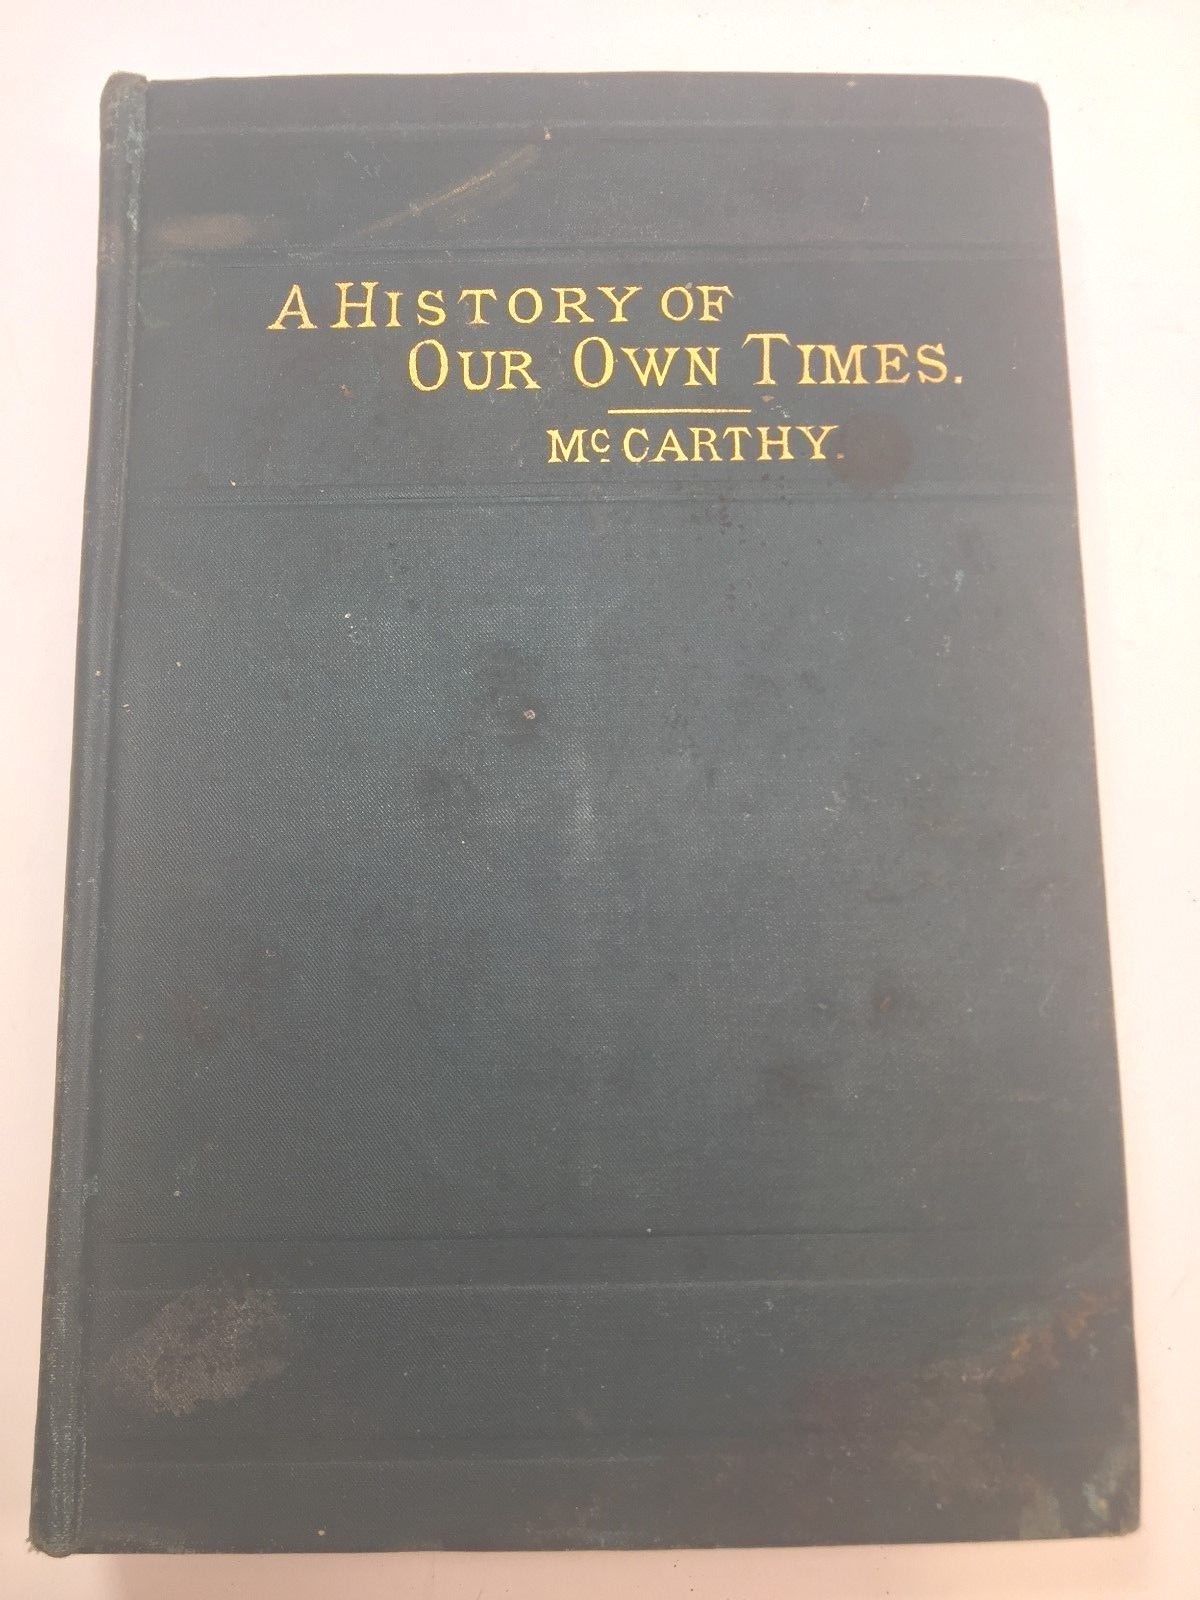 A HISTORY OF
OUR OWN TIMES.
McCARTHY.